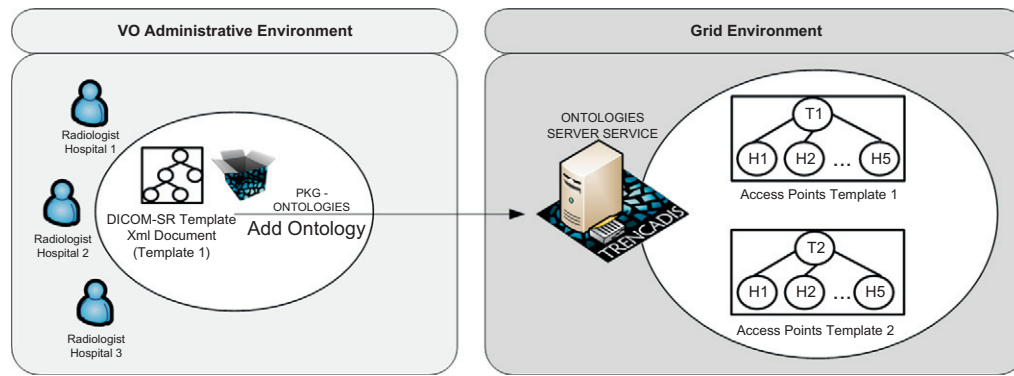 VO Administrative Environment
Grid Environment
Radiologist
Hospital 1
Radiologist
Hospital 2
Radiologist
Hospital 3
DICOM-SR Template
Xml Document
(Template 1)
PKG -
ONTOLOGIES
Add Ontology
ONTOLOGIES
SERVER SERVICE
TRENCADIS
T1
H1 H2 ... H5
Access Points Template 1
T2
H1 H2 ... H5
Access Points Template 2